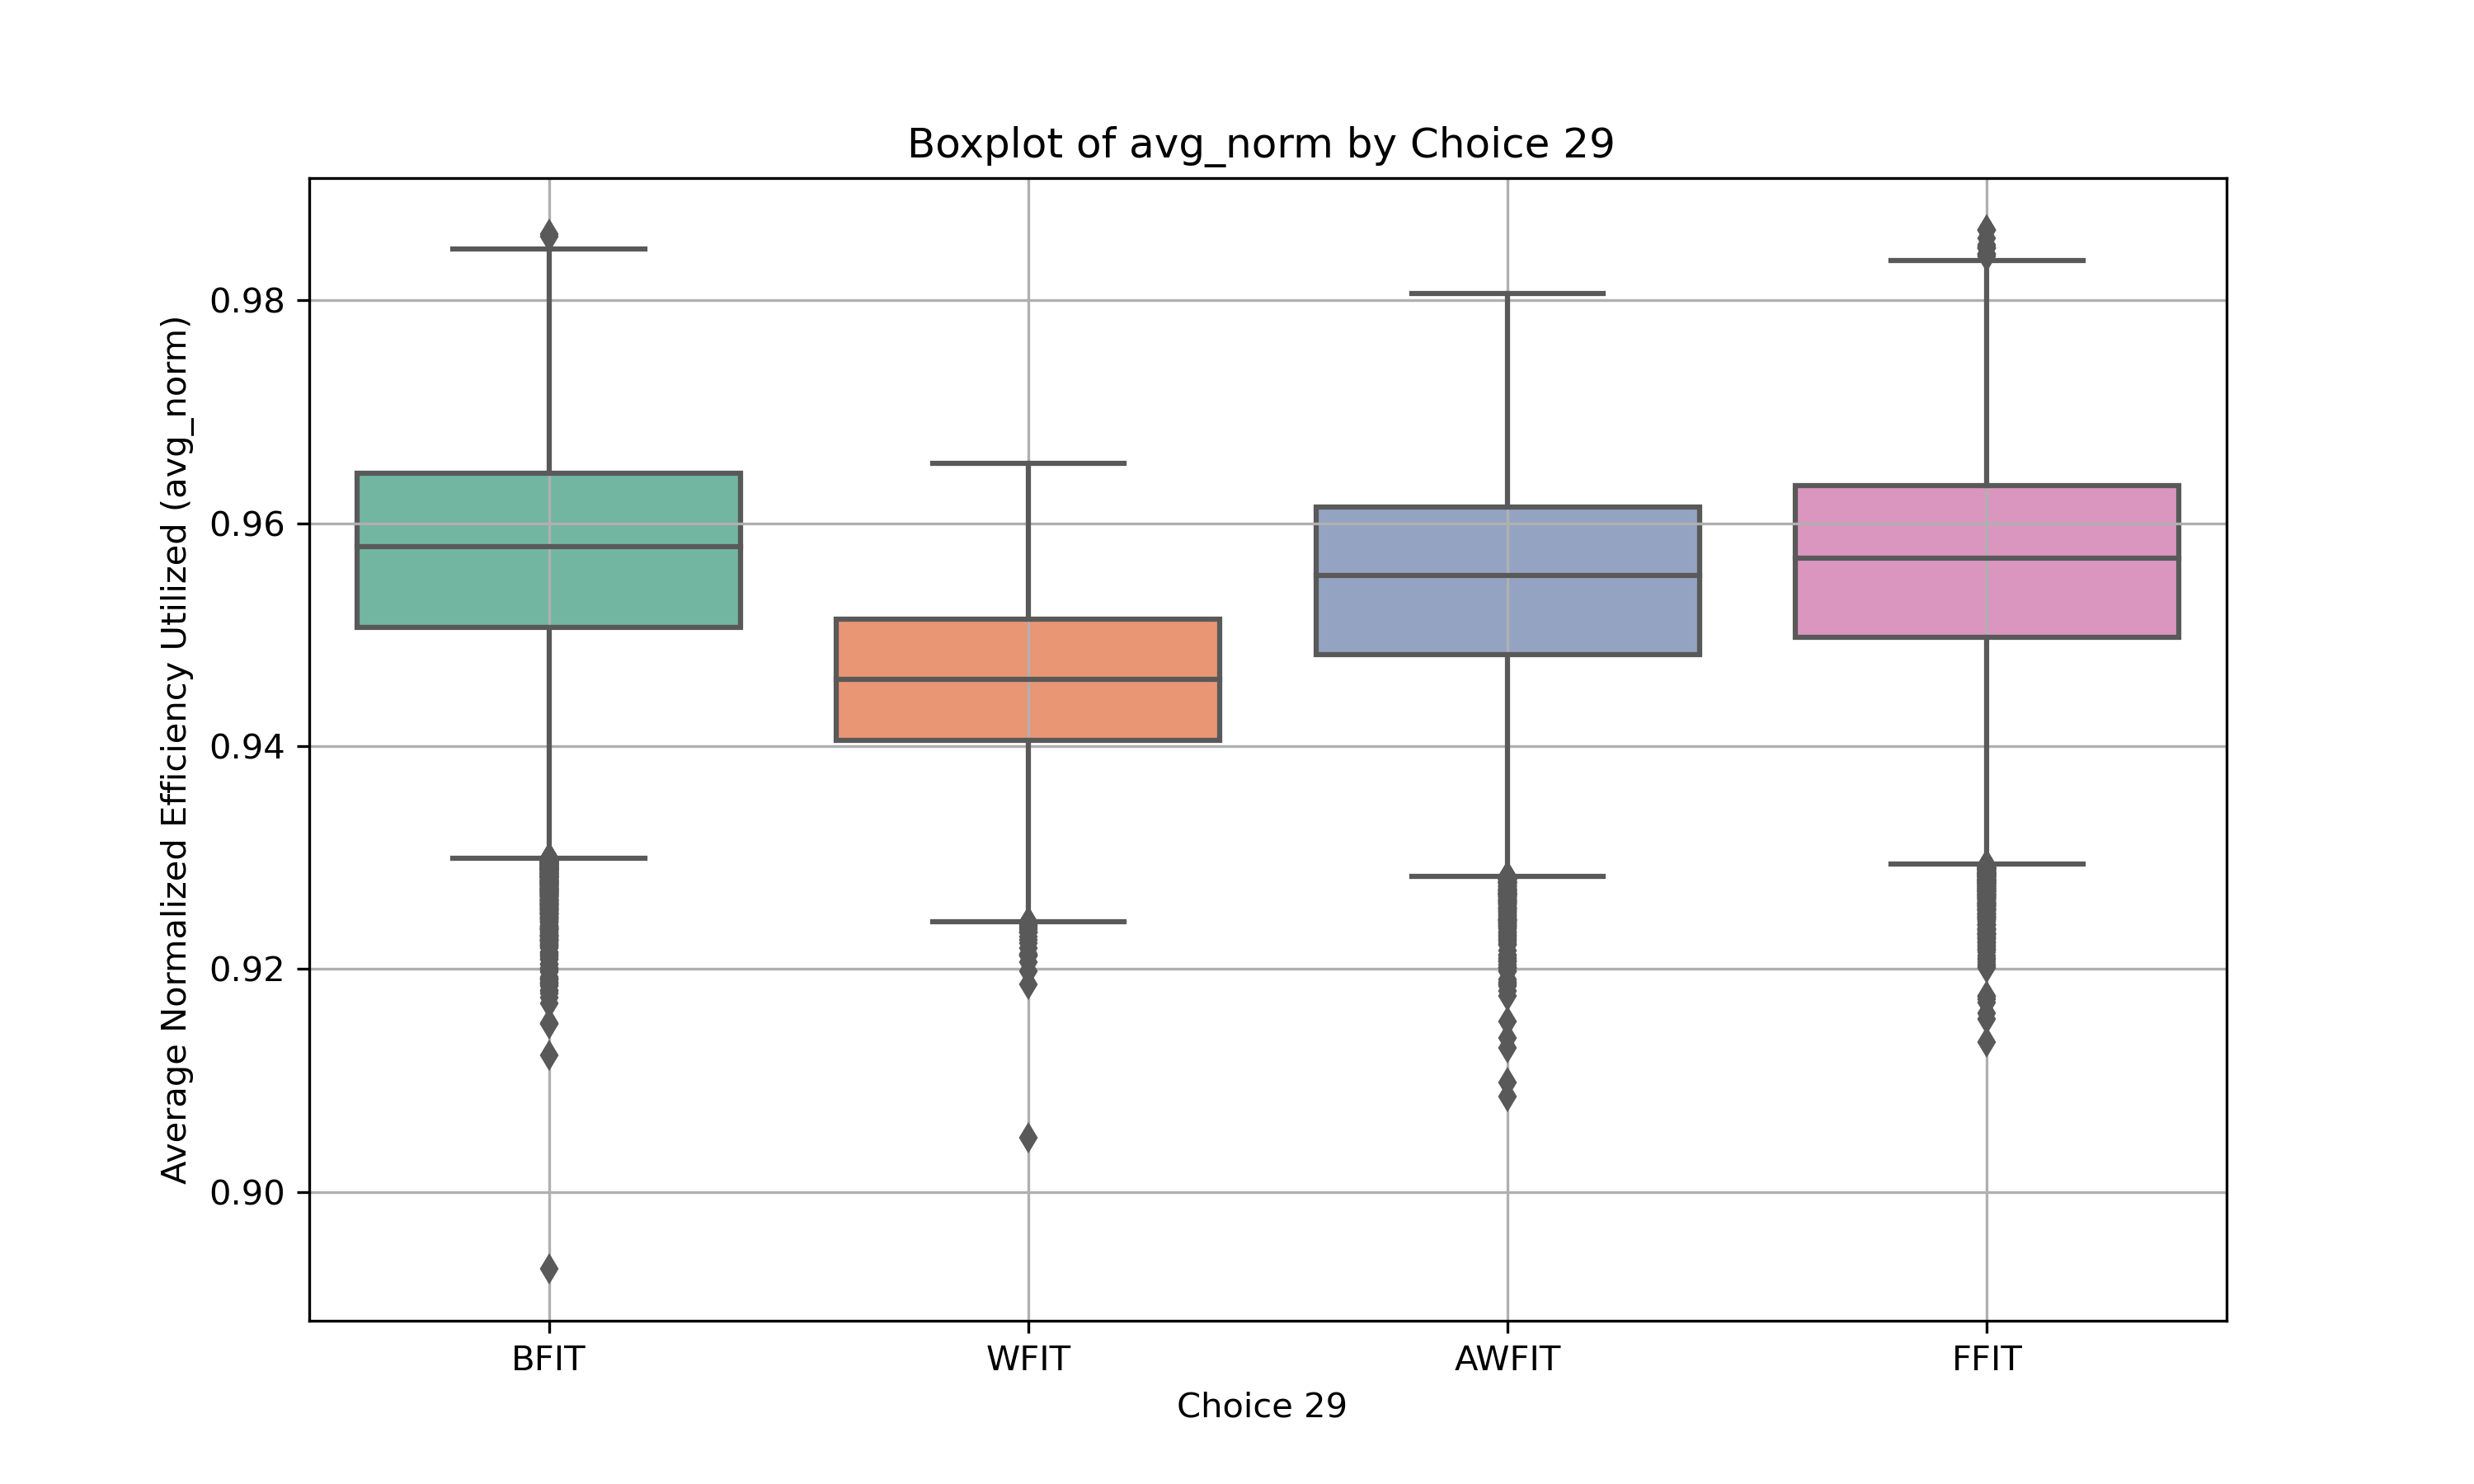 Boxplot of avg_norm by Choice 29
Average Normalized Efficiency Utilized (avg_norm)
0.98
0.96
0.94
0.92
0.90
BFIT
WFIT
AWFIT
FFIT
Choice 29